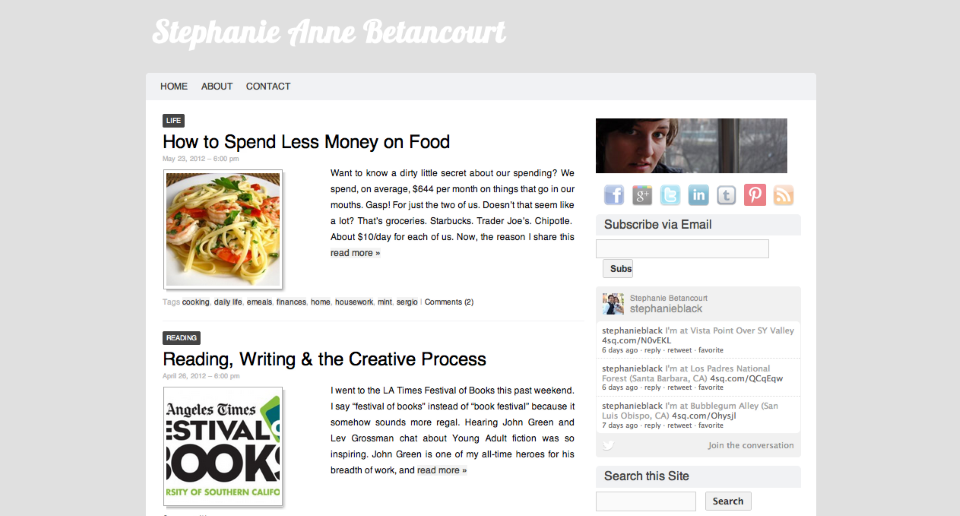 Stephanie Anne Betancourt
HOME ABOUT CONTACT
LIFE
How to Spend Less Money on Food
May 23, 2012 – 6:00 pm
Want to know a dirty little secret about our spending? We
spend, on average, $644 per month on things that go in our
mouths. Gasp! For just the two of us. Doesn't that seem like
a lot? That's groceries. Starbucks. Trader Joe's. Chipotle.
About $10/day for each of us. Now, the reason I share this
read more »
Tags cooking, daily life, emeals, finances, home, housework, mint, sergio | Comments (2)
READING
Reading, Writing & the Creative Process
April 26, 2012 – 6:00 pm
Angeles Times
ESTIVAL
BOOKS
RSITY OF SOUTHERN CALIFO
I went to the LA Times Festival of Books this past weekend.
I say "festival of books" instead of "book festival" because it
somehow sounds more regal. Hearing John Green and
Lev Grossman chat about Young Adult fiction was so
inspiring. John Green is one of my all-time heroes for his
breadth of work, and read more »
f g+ t in t P
Subscribe via Email
Subs
Stephanie Betancourt
stephanieblack
stephanieblack I'm at Vista Point Over SY Valley
4sq.com/N0vEKL
6 days ago · reply · retweet · favorite
stephanieblack I'm at Los Padres National
Forest (Santa Barbara, CA) 4sq.com/QCqEqw
6 days ago · reply · retweet · favorite
stephanieblack I'm at Bubblegum Alley (San
Luis Obispo, CA) 4sq.com/OhysJl
7 days ago · reply · retweet · favorite
Join the conversation
Search this Site
Search